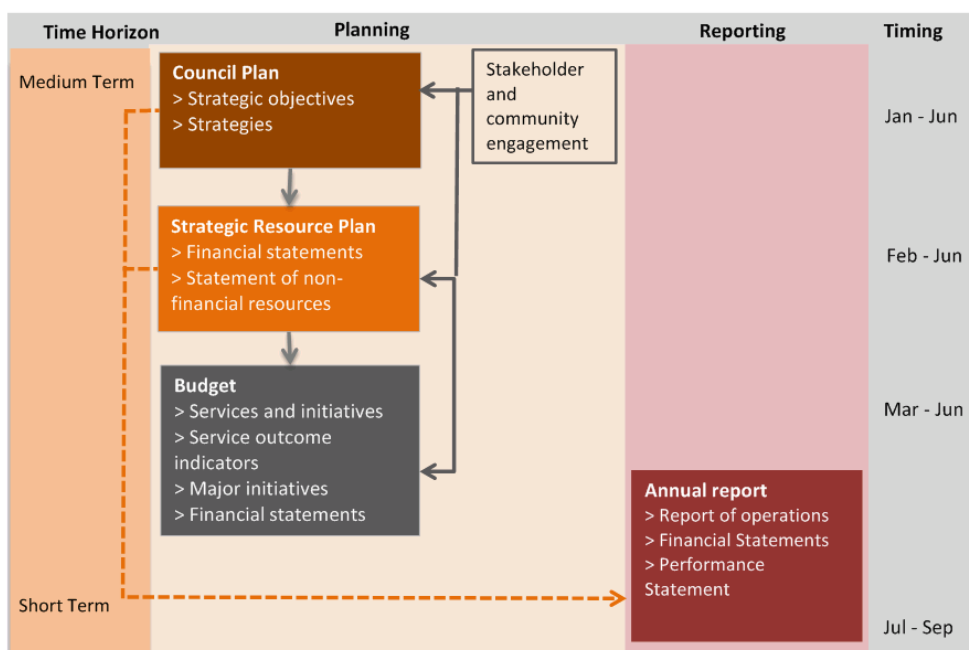 Time Horizon
Planning
Reporting
Timing
Medium Term
Council Plan
> Strategic objectives
> Strategies
Stakeholder
and
community
engagement
Jan - Jun
Strategic Resource Plan
> Financial statements
> Statement of non-
financial resources
Feb - Jun
Budget
> Services and initiatives
> Service outcome
indicators
> Major initiatives
> Financial statements
Mar - Jun
Annual report
> Report of operations
> Financial Statements
> Performance
Statement
Short Term
Jul - Sep